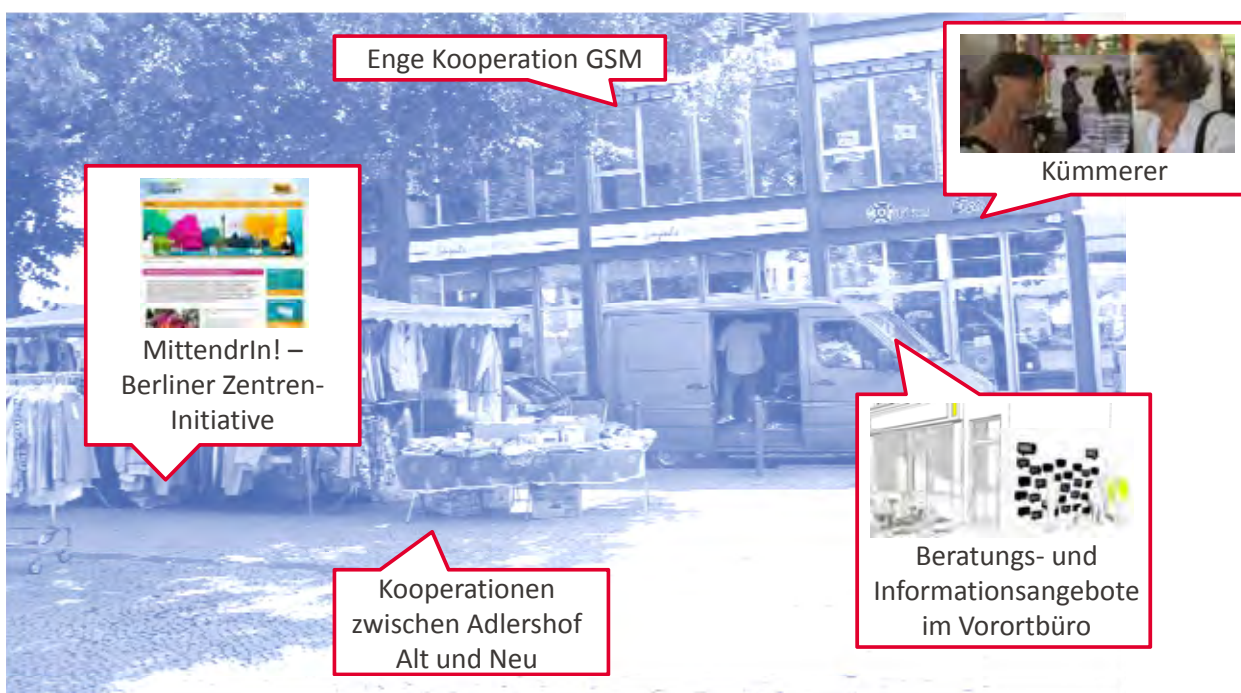 Enge Kooperation GSM
Kümmerer
MittendrIn! –
Berliner Zentren-
Initiative
Beratungs- und
Informationsangebote
im Vorortbüro
Kooperationen
zwischen Adlershof
Alt und Neu